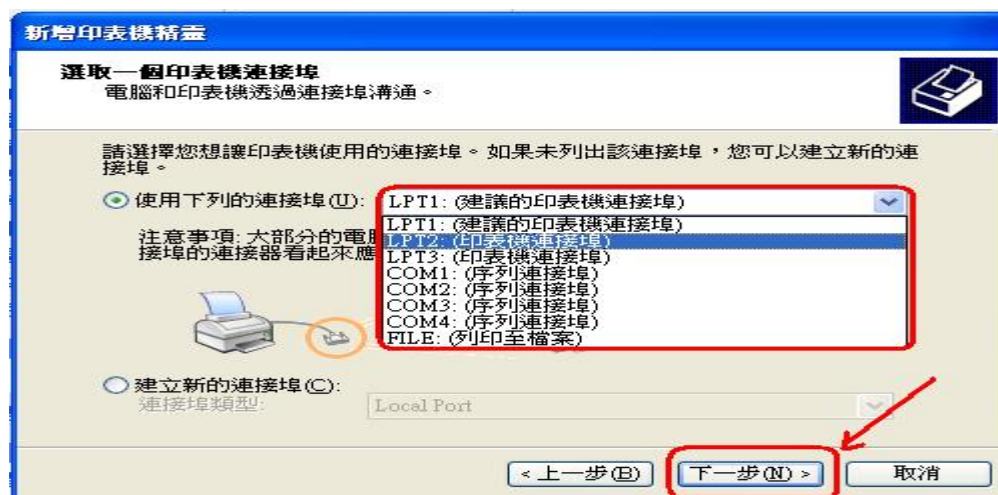 新增印表機精靈
選取一個印表機連接埠
電腦和印表機透過連接埠溝通。
請選擇您想讓印表機使用的連接埠。如果未列出該連接埠,您可以建立新的連
接埠。
使用下列的連接埠(U): LPT1: (建議的印表機連接埠)
LPT1: (建議的印表機連接埠)
注意事項: 大部分的電腦
LPT2: (印表機連接埠)
接埠的連接器看起來應
LPT3: (印表機連接埠)
COM1: (序列連接埠)
COM2: (序列連接埠)
COM3: (序列連接埠)
COM4: (序列連接埠)
FILE: (列印至檔案)
建立新的連接埠(C):
連接埠類型: Local Port
< 上一步(B) 下一步(N) > 取消